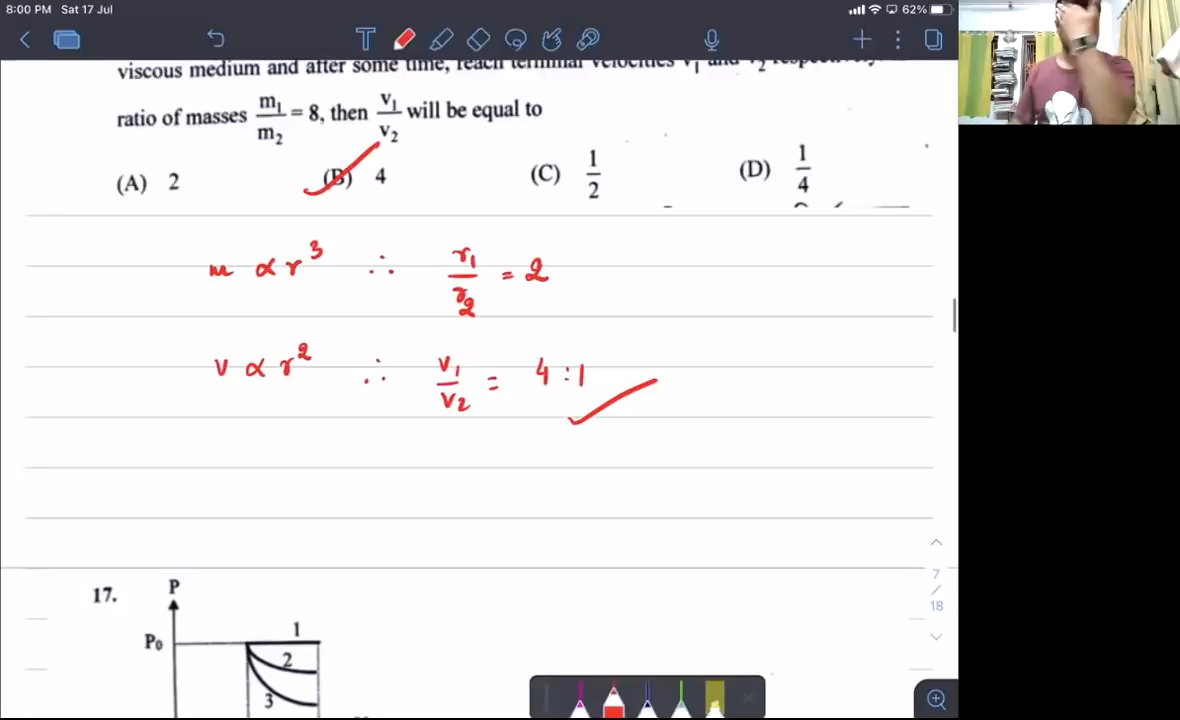 8:00 PM Sat 17 Jul 62%
viscous medium and after some time, reach terminal velocities v1 and v2
ratio of masses m1/m2 = 8, then v1/v2 will be equal to
(A) 2 (B) 4 (C) 1/2 (D) 1/4
m ∝ r³ ∴ r1/r2 = 2
v ∝ r² ∴ v1/v2 = 4 : 1
7
/
18
17. P
P0 1
2
3